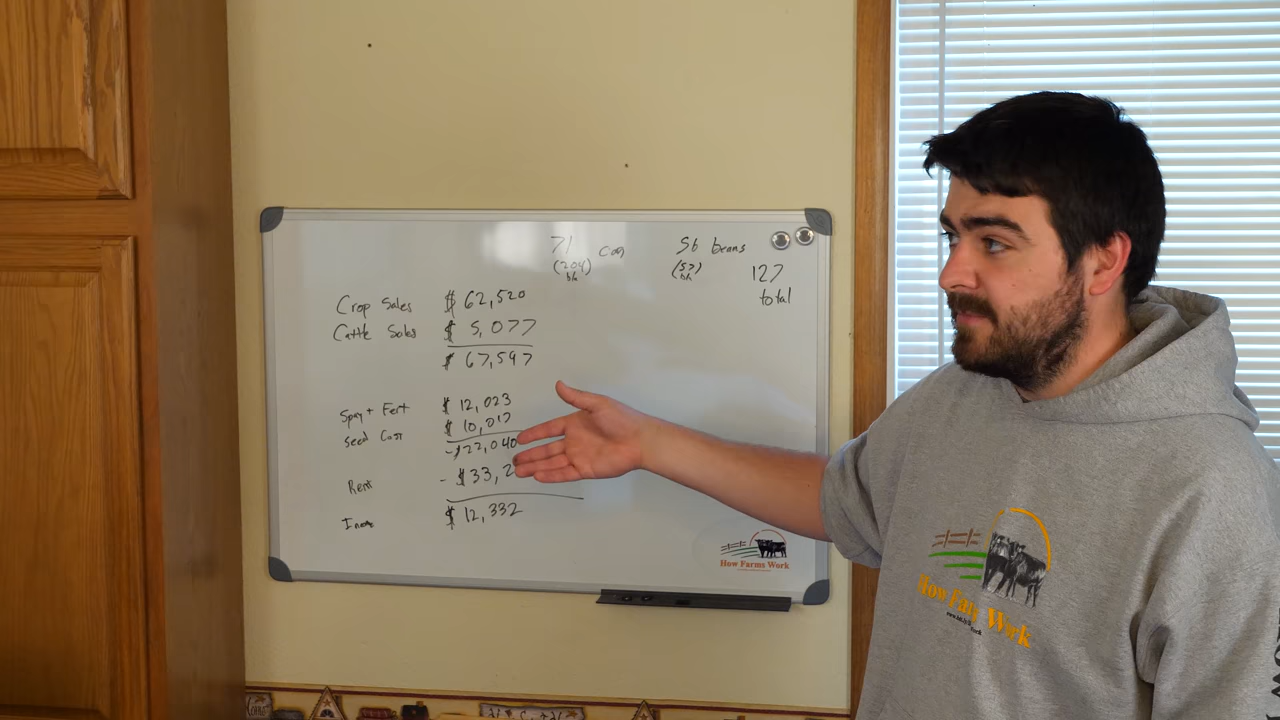 71 corn
(204)
bh
56 beans
(57)
bh
127
total
Crop Sales $ 62,520
Cattle Sales $ 5,077
$ 67,597
Spray + Fert $ 12,023
Seed Cost $ 10,017
-$22,040
Rent - $33,2
Income $ 12,332
How Farms Work
How Farms Work